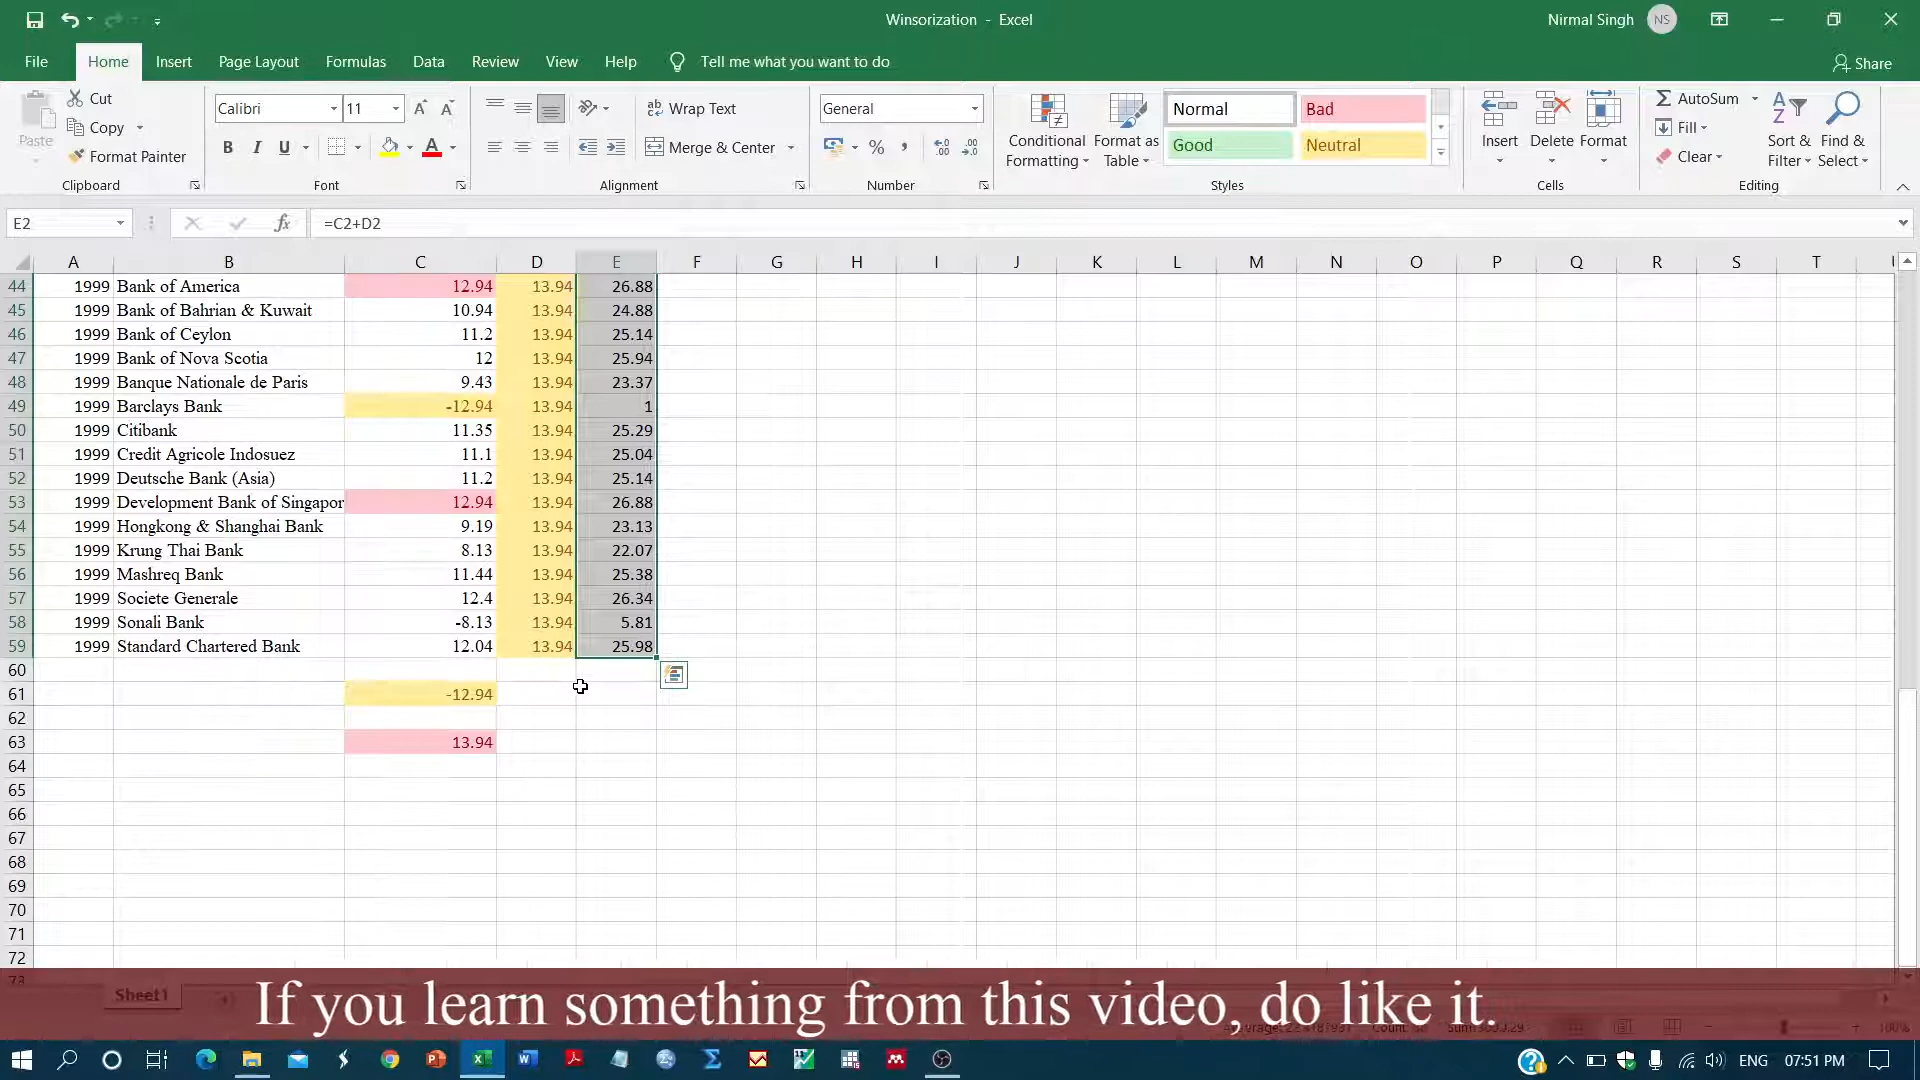 Winsorization - Excel
Nirmal Singh NS
File Home Insert Page Layout Formulas Data Review View Help Tell me what you want to do Share
Paste Cut Copy Format Painter Clipboard
Calibri 11 B I U A Font
Wrap Text Merge & Center Alignment
General % , Number
Conditional Formatting Format as Table Normal Bad Good Neutral Styles
Insert Delete Format Cells
AutoSum Fill Clear Sort & Filter Find & Select Editing
E2 fx =C2+D2
A B C D E F G H I J K L M N O P Q R S T
44 1999 Bank of America 12.94 13.94 26.88
45 1999 Bank of Bahrian & Kuwait 10.94 13.94 24.88
46 1999 Bank of Ceylon 11.2 13.94 25.14
47 1999 Bank of Nova Scotia 12 13.94 25.94
48 1999 Banque Nationale de Paris 9.43 13.94 23.37
49 1999 Barclays Bank -12.94 13.94 1
50 1999 Citibank 11.35 13.94 25.29
51 1999 Credit Agricole Indosuez 11.1 13.94 25.04
52 1999 Deutsche Bank (Asia) 11.2 13.94 25.14
53 1999 Development Bank of Singapor 12.94 13.94 26.88
54 1999 Hongkong & Shanghai Bank 9.19 13.94 23.13
55 1999 Krung Thai Bank 8.13 13.94 22.07
56 1999 Mashreq Bank 11.44 13.94 25.38
57 1999 Societe Generale 12.4 13.94 26.34
58 1999 Sonali Bank -8.13 13.94 5.81
59 1999 Standard Chartered Bank 12.04 13.94 25.98
60
61 -12.94
62
63 13.94
64
65
66
67
68
69
70
71
72
Sheet1
If you learn something from this video, do like it.
100%
ENG 07:51 PM